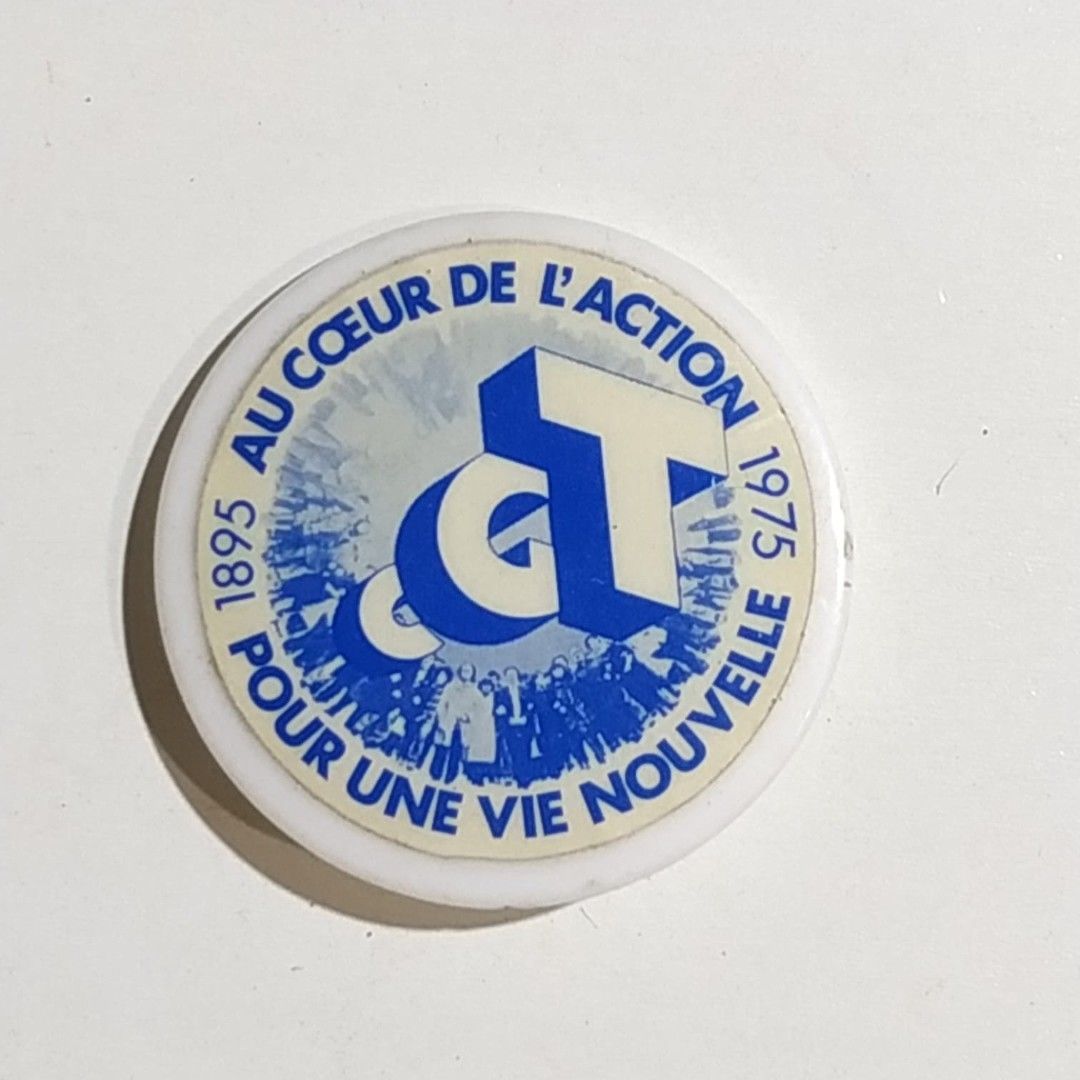 AU CŒUR DE L'ACTION
1895
1975
CGT
POUR UNE VIE NOUVELLE